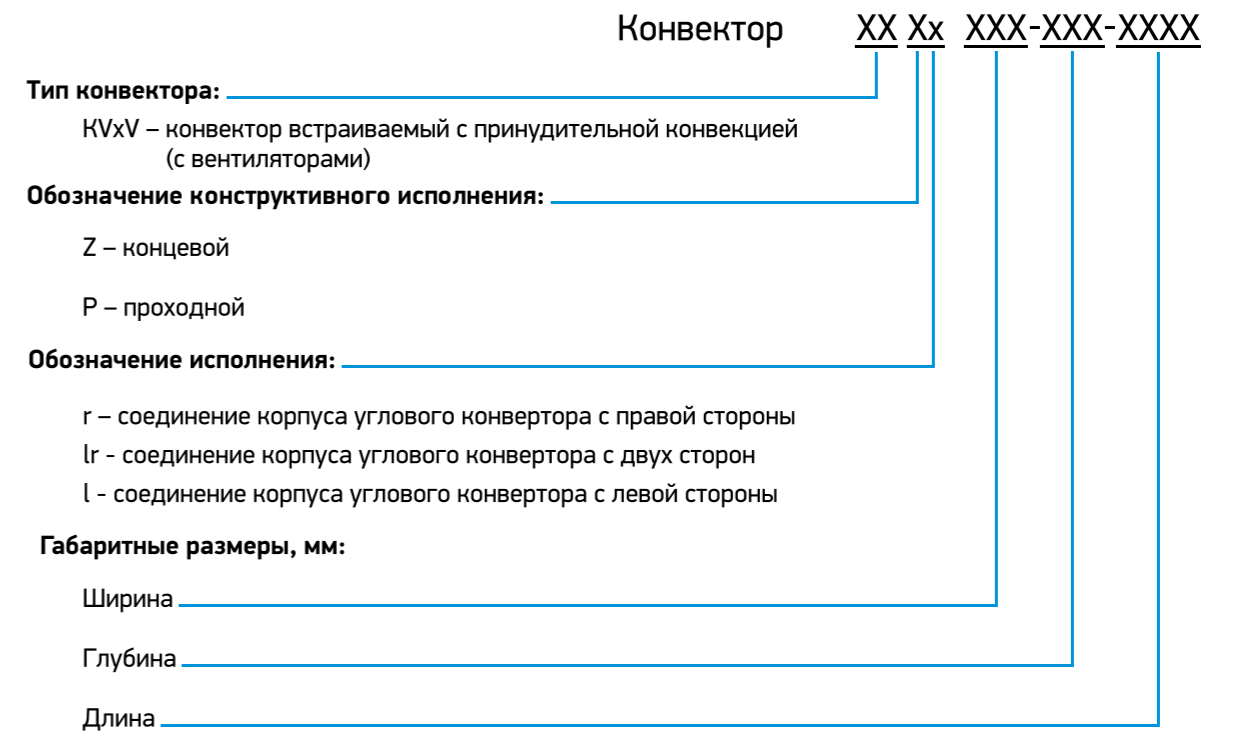 Конвектор XX Xx XXX-XXX-XXXX
Тип конвектора:
KVxV – конвектор встраиваемый с принудительной конвекцией
(с вентиляторами)
Обозначение конструктивного исполнения:
Z – концевой
P – проходной
Обозначение исполнения:
r – соединение корпуса углового конвертора с правой стороны
lr - соединение корпуса углового конвертора с двух сторон
l - соединение корпуса углового конвертора с левой стороны
Габаритные размеры, мм:
Ширина
Глубина
Длина